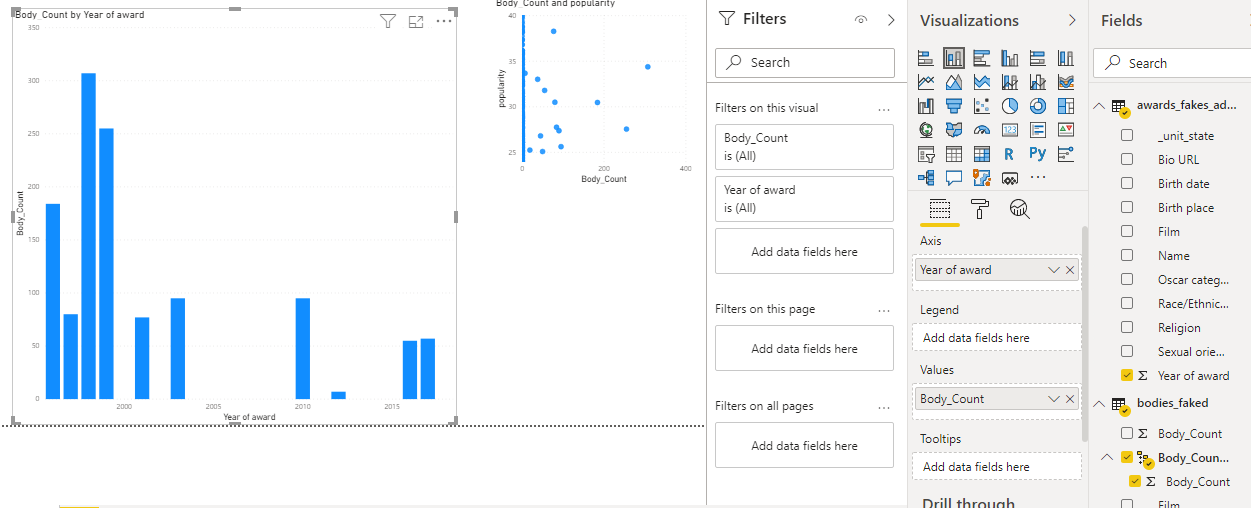 Body_Count by Year of award
350
300
250
200
150
100
50
0
Body_Count
2000
2005
2010
2015
Year of award
Body_Count and popularity
40
35
30
25
popularity
0
200
400
Body_Count
Filters
Search
Filters on this visual
Body_Count
is (All)
Year of award
is (All)
Add data fields here
Filters on this page
Add data fields here
Filters on all pages
Add data fields here
Visualizations
123
R
Py
Axis
Year of award
Legend
Add data fields here
Values
Body_Count
Tooltips
Add data fields here
Drill through
Fields
Search
awards_fakes_ad...
_unit_state
Bio URL
Birth date
Birth place
Film
Name
Oscar categ...
Race/Ethnic...
Religion
Sexual orie...
Σ Year of award
bodies_faked
Σ Body_Count
Body_Coun...
Σ Body_Count
Film